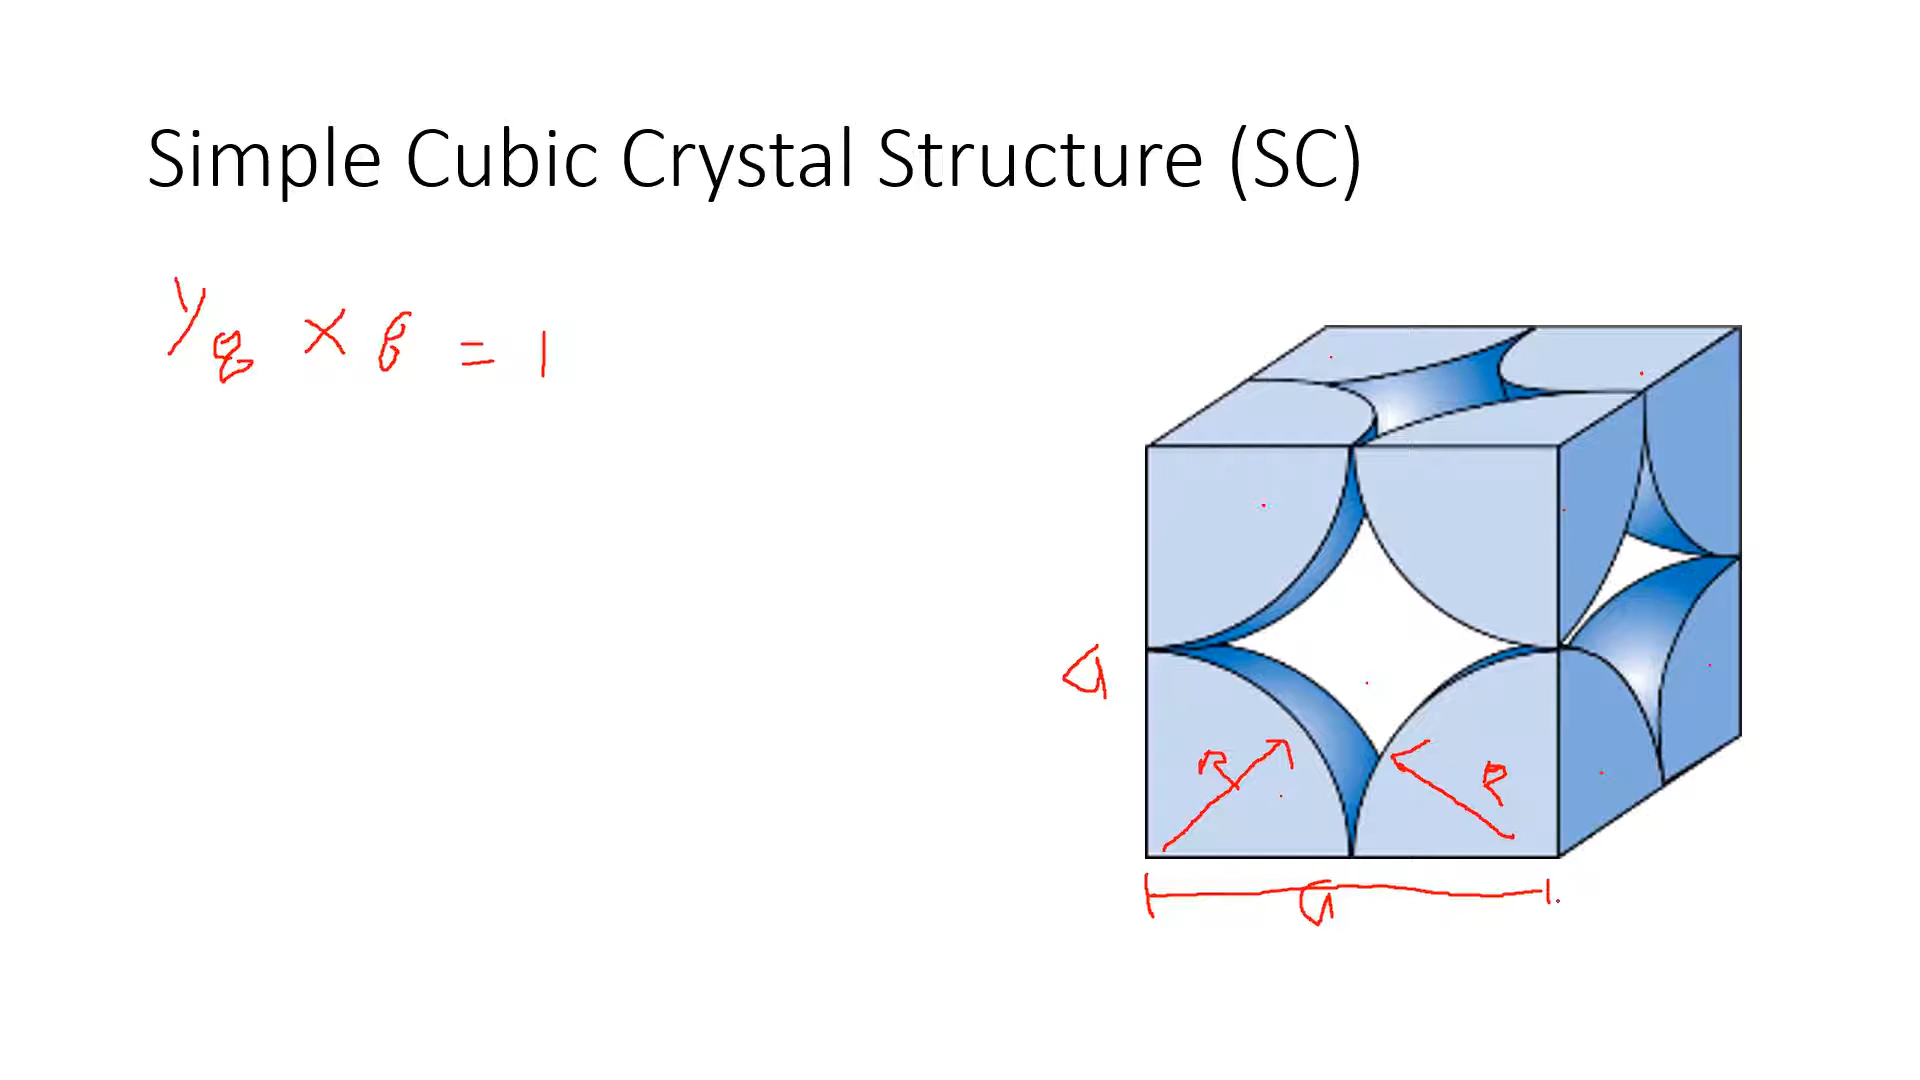 Simple Cubic Crystal Structure (SC)
1/8 × 8 = 1
a
R
R
a